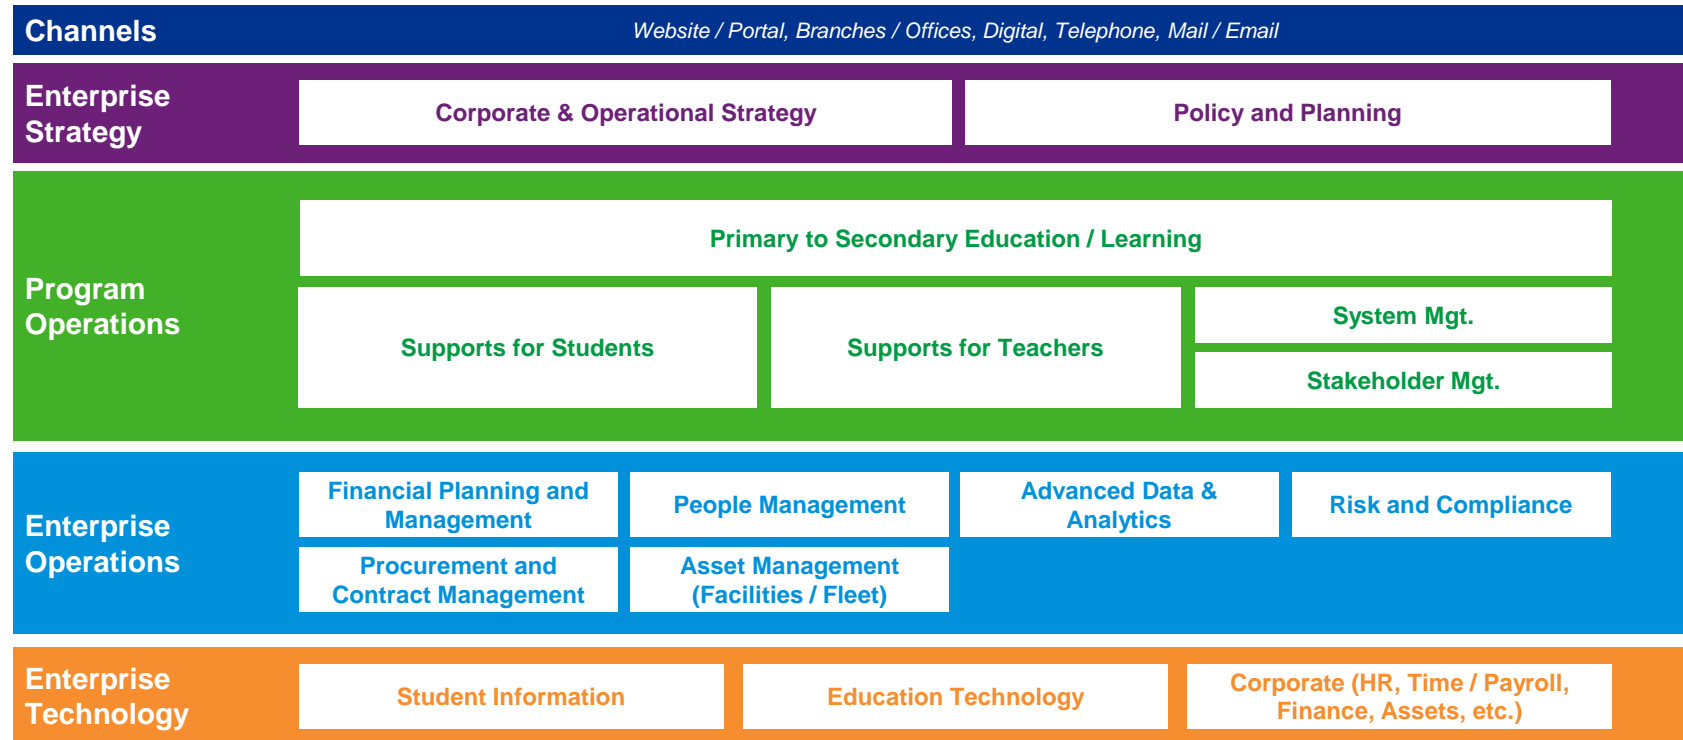 Channels
Website / Portal, Branches / Offices, Digital, Telephone, Mail / Email
Enterprise
Strategy
Corporate & Operational Strategy
Policy and Planning
Program
Operations
Primary to Secondary Education / Learning
Supports for Students
Supports for Teachers
System Mgt.
Stakeholder Mgt.
Enterprise
Operations
Financial Planning and
Management
People Management
Advanced Data &
Analytics
Risk and Compliance
Procurement and
Contract Management
Asset Management
(Facilities / Fleet)
Enterprise
Technology
Student Information
Education Technology
Corporate (HR, Time / Payroll,
Finance, Assets, etc.)